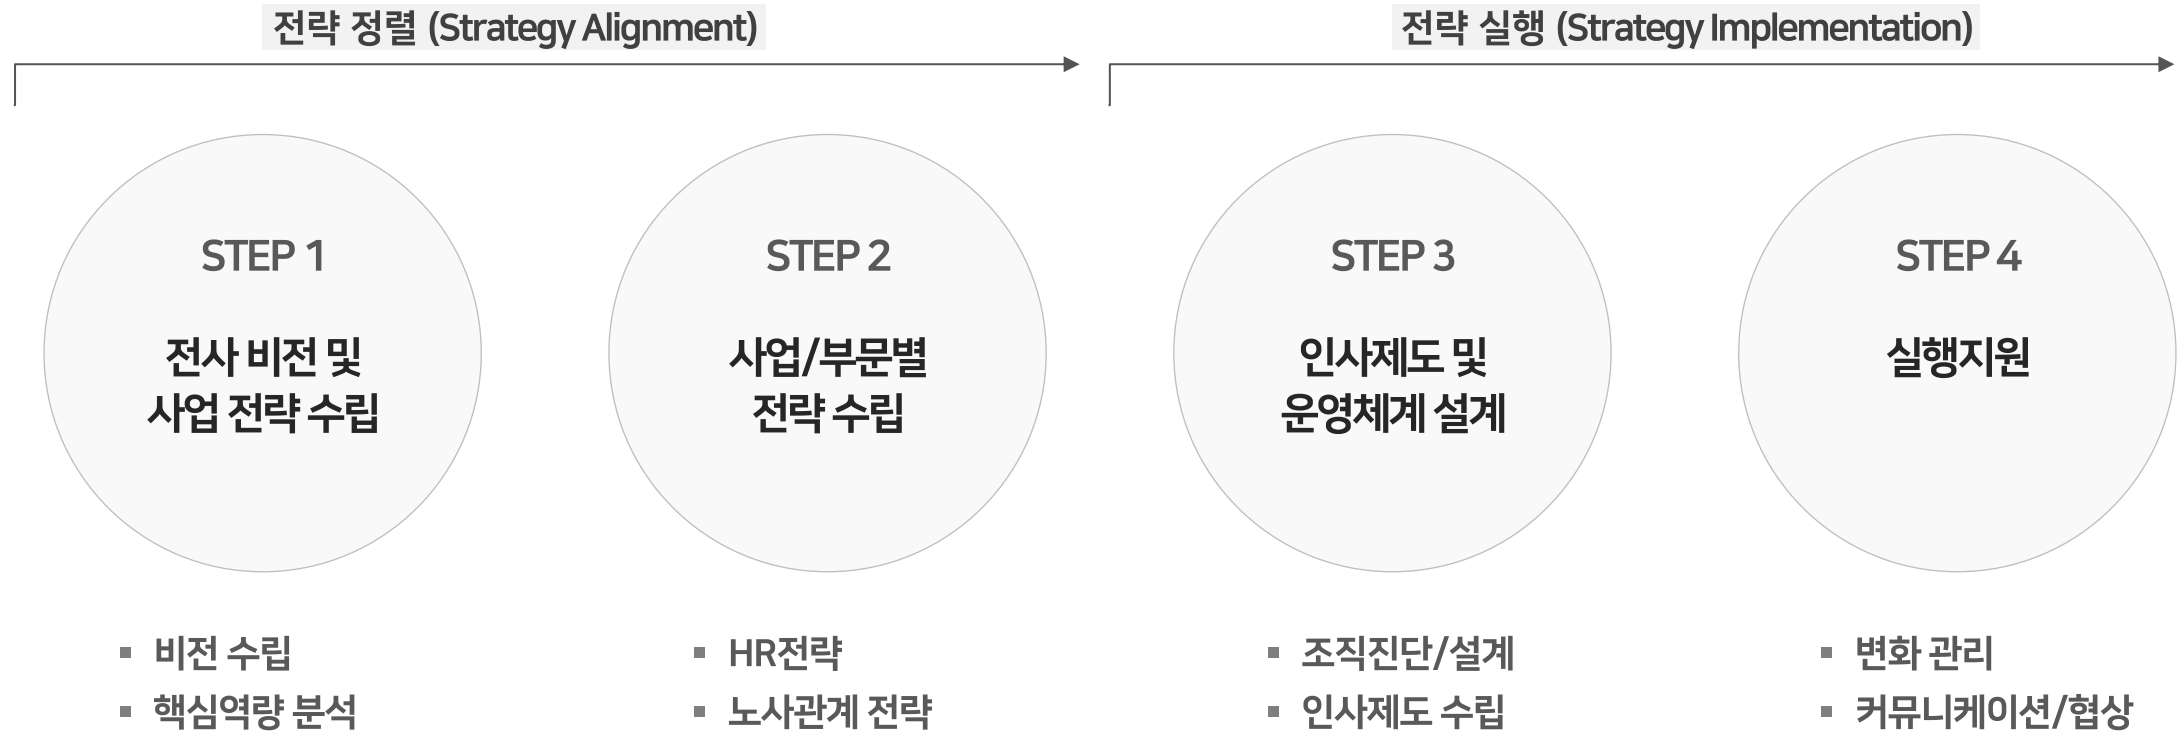 전략 정렬 (Strategy Alignment)
전략 실행 (Strategy Implementation)
STEP 1
전사 비전 및
사업 전략 수립
STEP 2
사업/부문별
전략 수립
STEP 3
인사제도 및
운영체계 설계
STEP 4
실행지원
▪ 비전 수립
▪ 핵심역량 분석
▪ HR전략
▪ 노사관계 전략
▪ 조직진단/설계
▪ 인사제도 수립
▪ 변화 관리
▪ 커뮤니케이션/협상